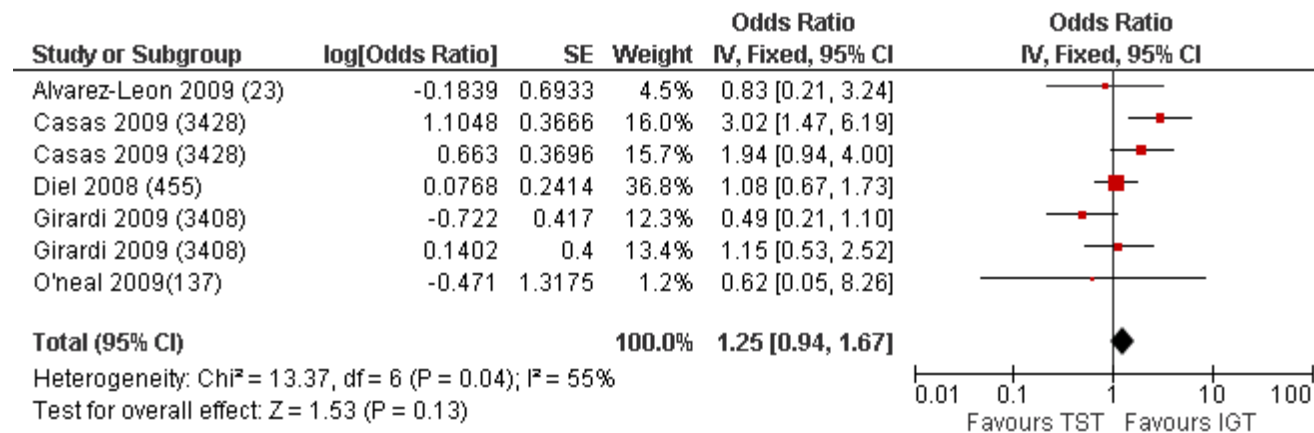 Odds Ratio Odds Ratio
Study or Subgroup log[Odds Ratio] SE Weight IV, Fixed, 95% CI IV, Fixed, 95% CI
Alvarez-Leon 2009 (23) -0.1839 0.6933 4.5% 0.83 [0.21, 3.24]
Casas 2009 (3428) 1.1048 0.3666 16.0% 3.02 [1.47, 6.19]
Casas 2009 (3428) 0.663 0.3696 15.7% 1.94 [0.94, 4.00]
Diel 2008 (455) 0.0768 0.2414 36.8% 1.08 [0.67, 1.73]
Girardi 2009 (3408) -0.722 0.417 12.3% 0.49 [0.21, 1.10]
Girardi 2009 (3408) 0.1402 0.4 13.4% 1.15 [0.53, 2.52]
O'neal 2009(137) -0.471 1.3175 1.2% 0.62 [0.05, 8.26]
Total (95% CI) 100.0% 1.25 [0.94, 1.67]
Heterogeneity: Chi² = 13.37, df = 6 (P = 0.04); I² = 55%
Test for overall effect: Z = 1.53 (P = 0.13)
0.01 0.1 1 10 100
Favours TST Favours IGT